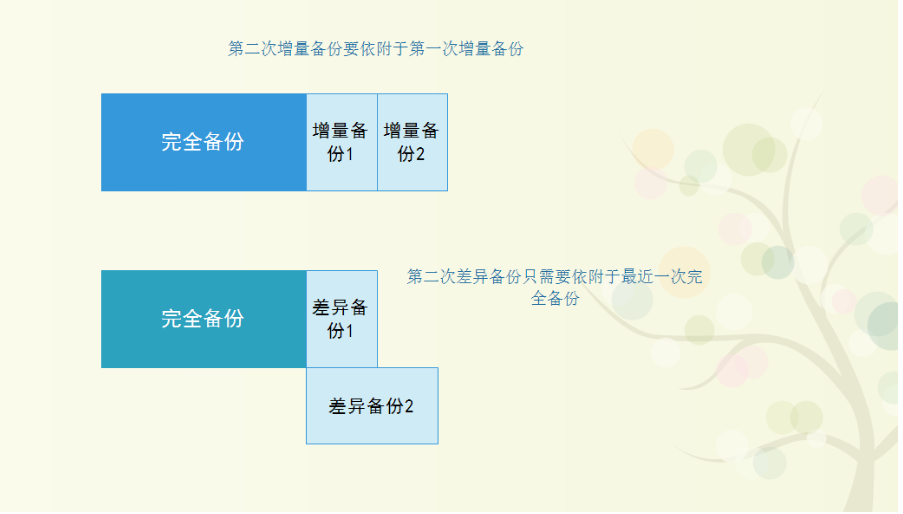 第二次增量备份要依附于第一次增量备份
完全备份
增量备
份1
增量备
份2
完全备份
差异备
份1
第二次差异备份只需要依附于最近一次完
全备份
差异备份2